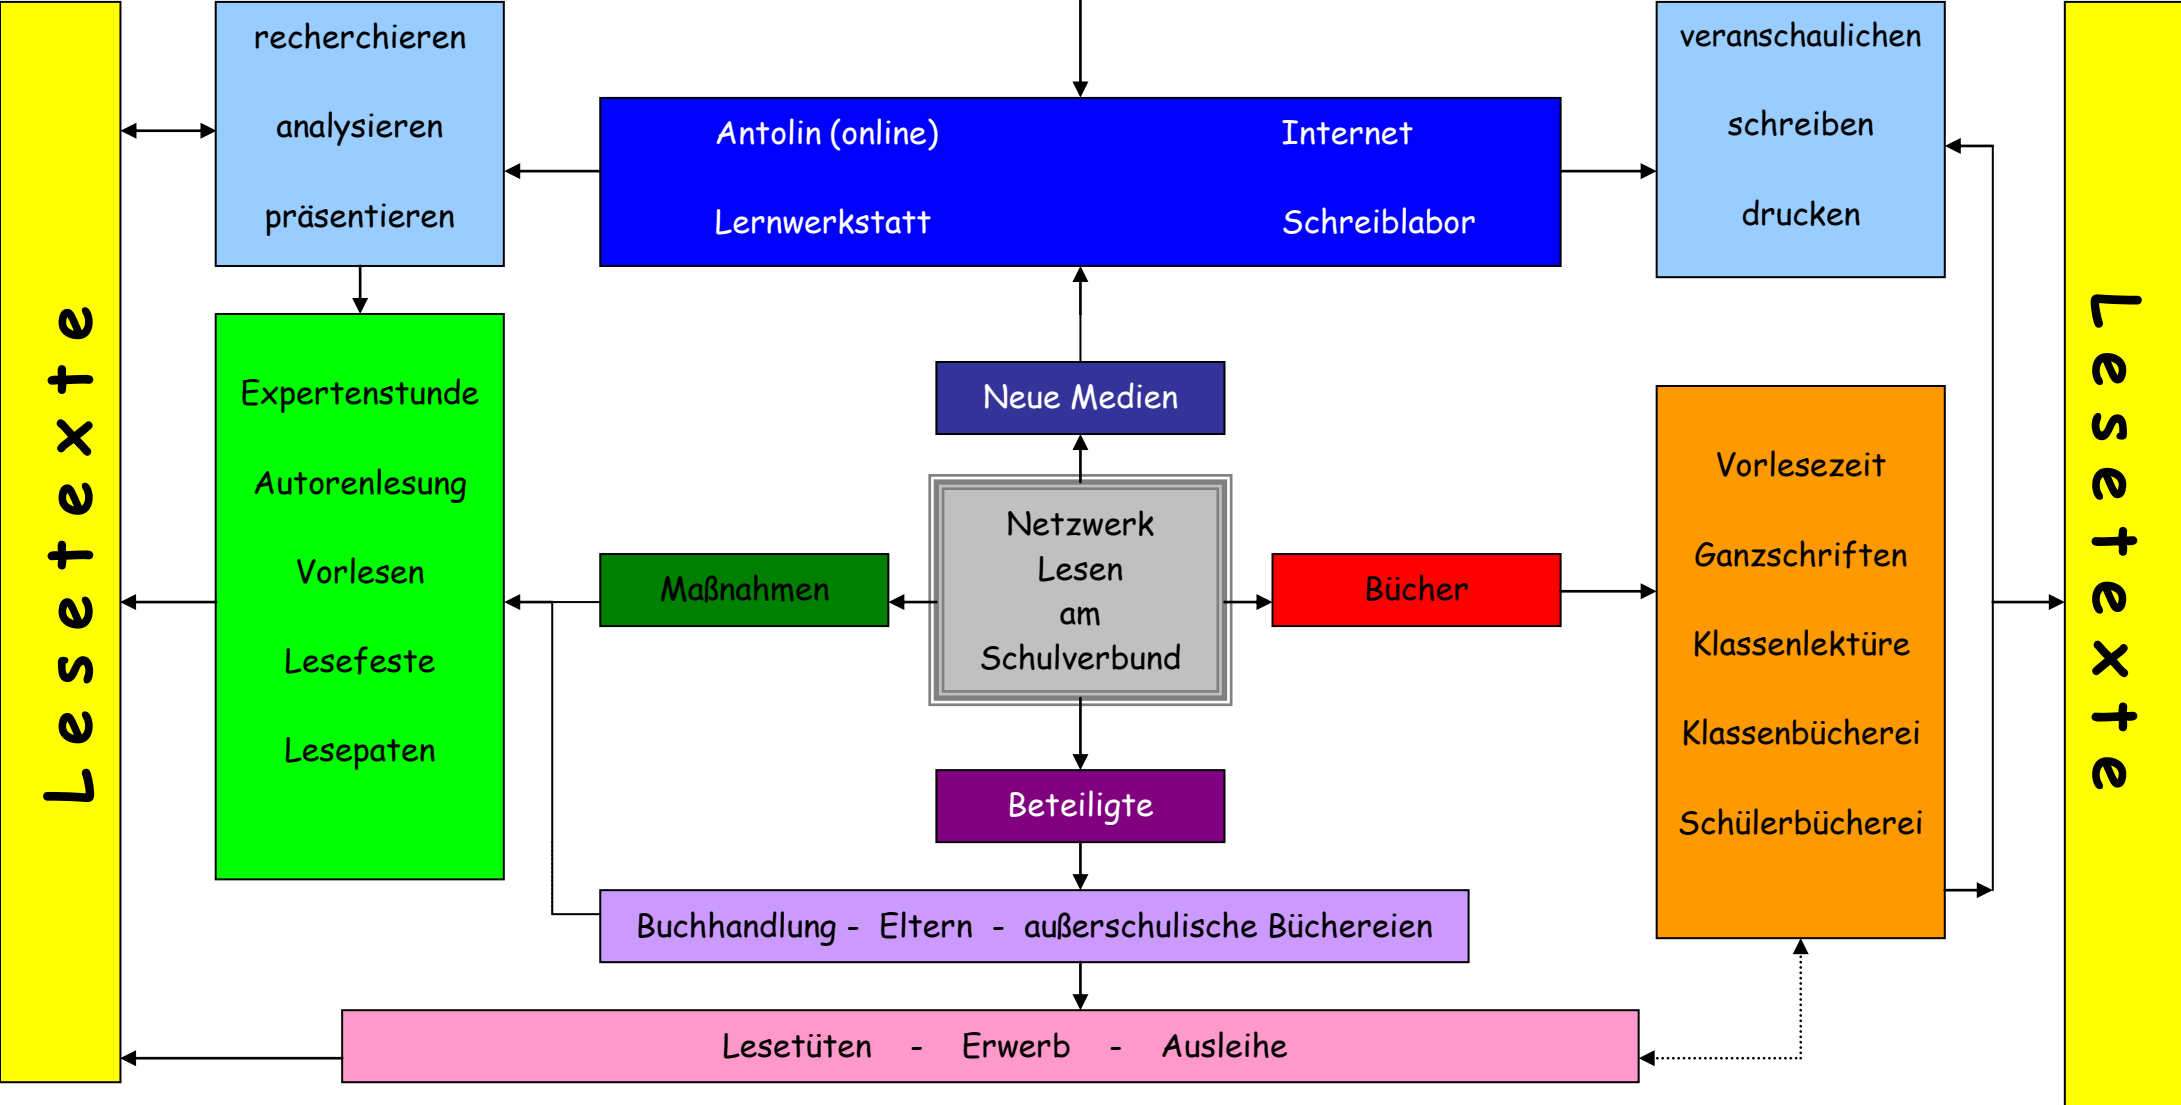 recherchieren
analysieren
präsentieren
Antolin (online) Internet
Lernwerkstatt Schreiblabor
veranschaulichen
schreiben
drucken
Lesetexte
Expertenstunde
Autorenlesung
Vorlesen
Lesefeste
Lesepaten
Neue Medien
Netzwerk
Lesen
am
Schulverbund
Maßnahmen
Bücher
Beteiligte
Vorlesezeit
Ganzschriften
Klassenlektüre
Klassenbücherei
Schülerbücherei
Lesetexte
Buchhandlung - Eltern - außerschulische Büchereien
Lesetüten - Erwerb - Ausleihe